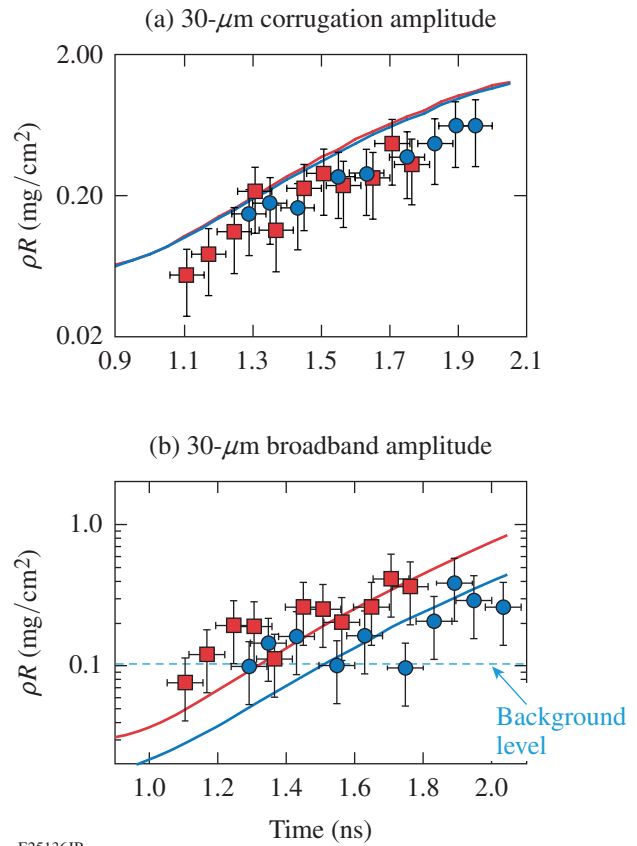 (a) 30-μm corrugation amplitude
2.00
0.20
0.02
ρR (mg/cm²)
0.9 1.1 1.3 1.5 1.7 1.9 2.1
(b) 30-μm broadband amplitude
1.0
0.1
ρR (mg/cm²)
Background
level
1.0 1.2 1.4 1.6 1.8 2.0
Time (ns)